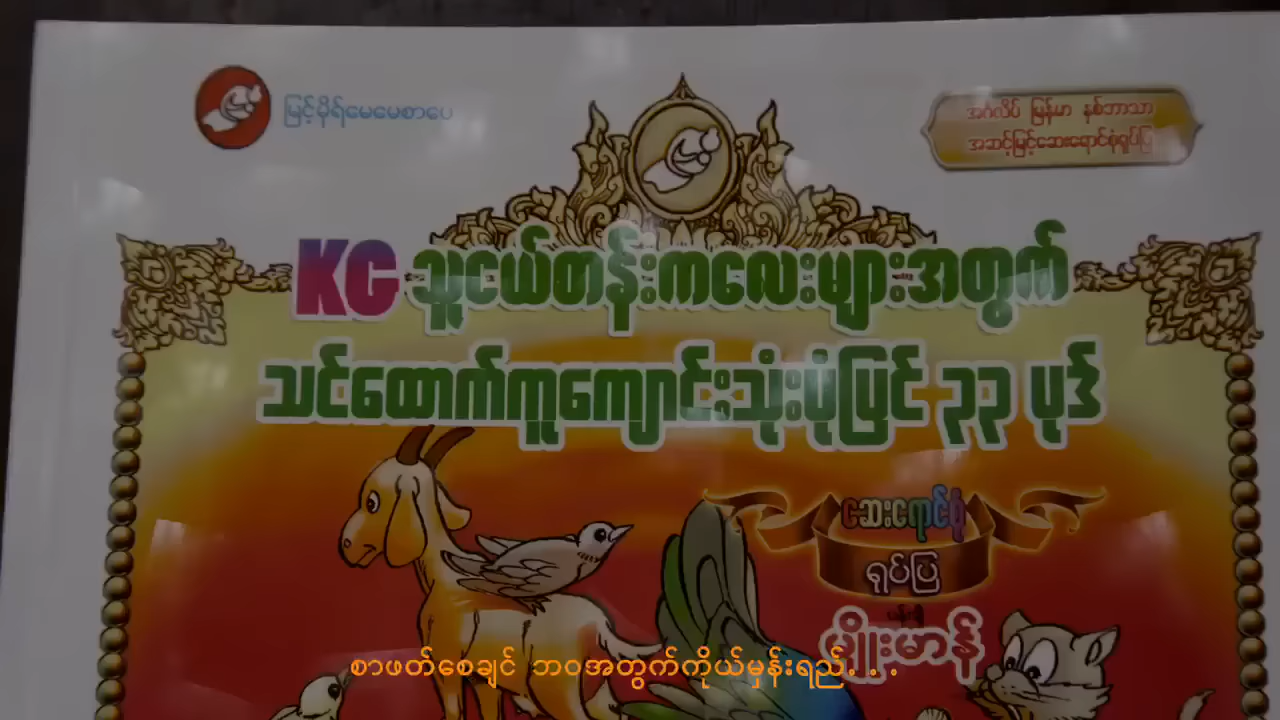 မြင့်မိုရ်မေမေစာပေ
အင်္ဂလိပ် မြန်မာ နှစ်ဘာသာ
အဆင့်မြင့်ဆေးရောင်စုံရုပ်ပြ
KG သူငယ်တန်းကလေးများအတွက်
သင်ထောက်ကူကျောင်းသုံးပုံပြင် ၃၃ ပုဒ်
ဆေးရောင်စုံ
ရုပ်ပြ
မျိုးမာန်
စာဖတ်စေချင် ဘဝအတွက်ကိုယ်မှန်းရည်. . .